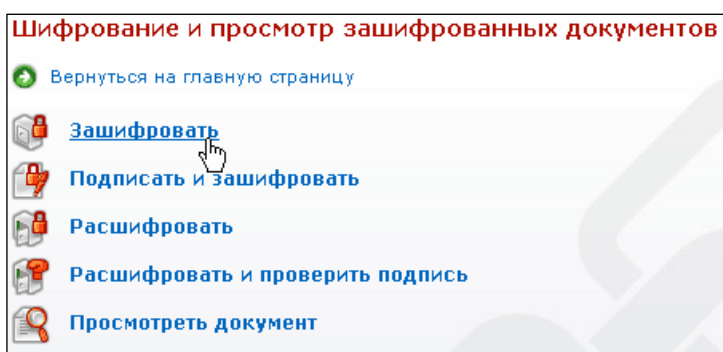 Шифрование и просмотр зашифрованных документов
Вернуться на главную страницу
Зашифровать
Подписать и зашифровать
Расшифровать
Расшифровать и проверить подпись
Просмотреть документ